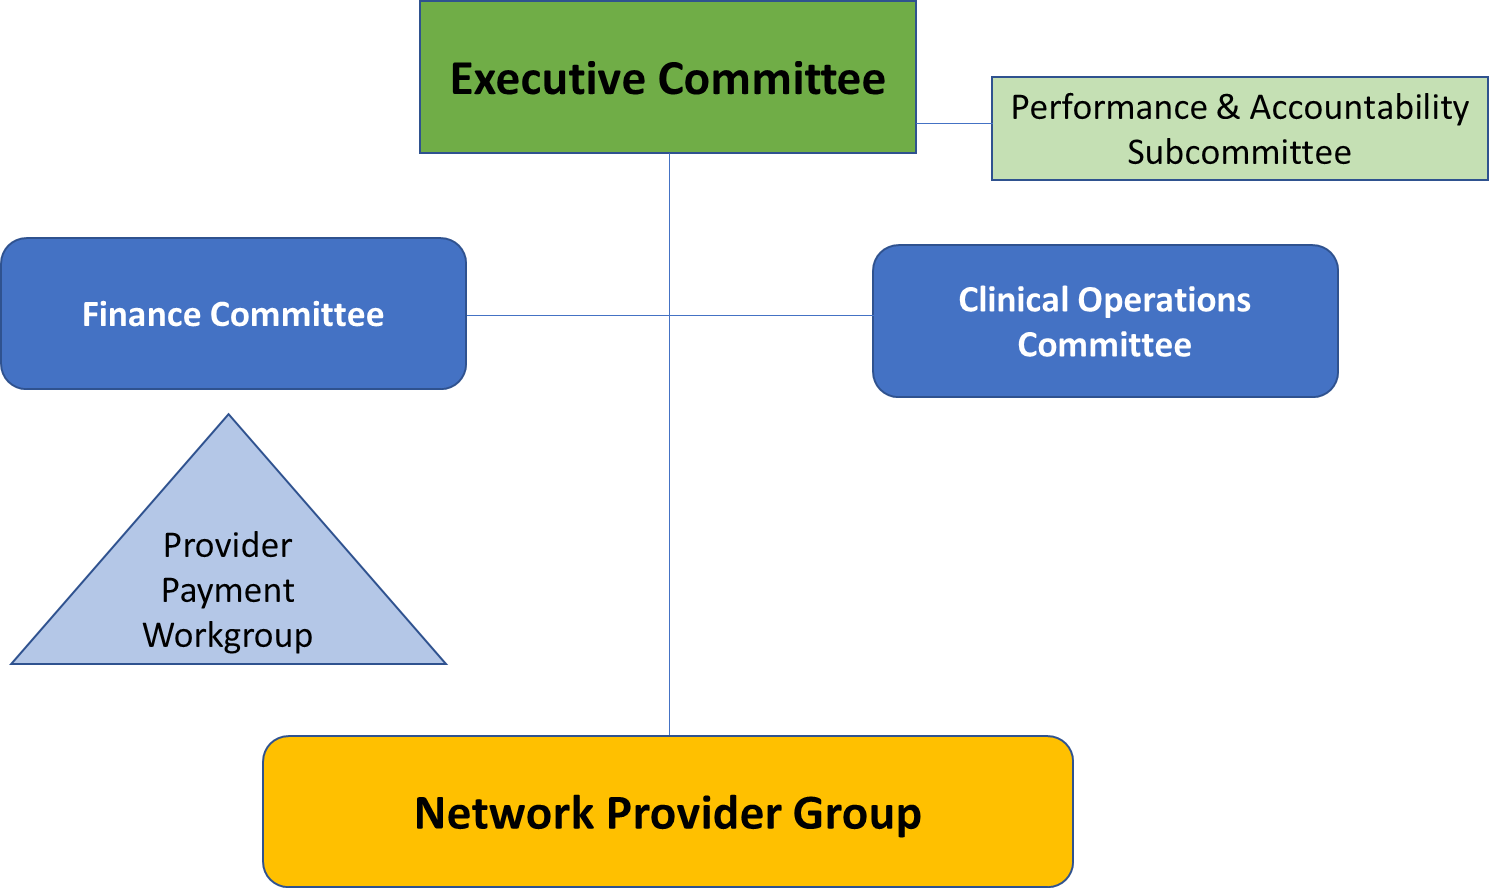 Executive Committee
Performance & Accountability
Subcommittee
Finance Committee
Clinical Operations
Committee
Provider
Payment
Workgroup
Network Provider Group